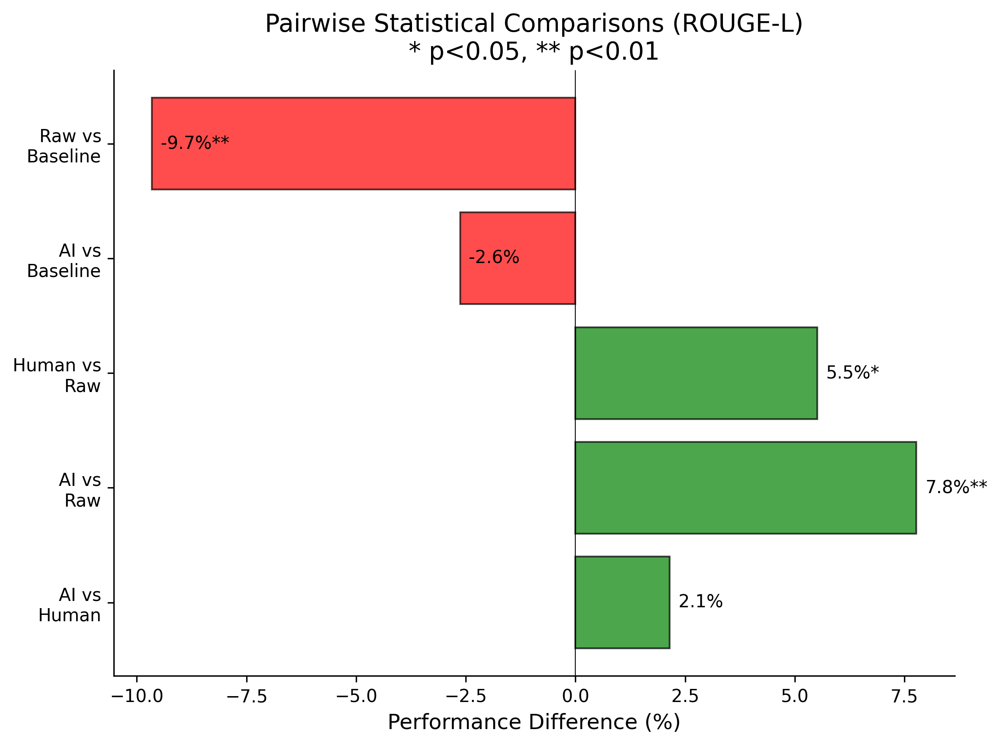 Pairwise Statistical Comparisons (ROUGE-L)
* p<0.05, ** p<0.01
Raw vs
Baseline
-9.7%**
AI vs
Baseline
-2.6%
Human vs
Raw
5.5%*
AI vs
Raw
7.8%**
AI vs
Human
2.1%
−10.0 −7.5 −5.0 −2.5 0.0 2.5 5.0 7.5
Performance Difference (%)